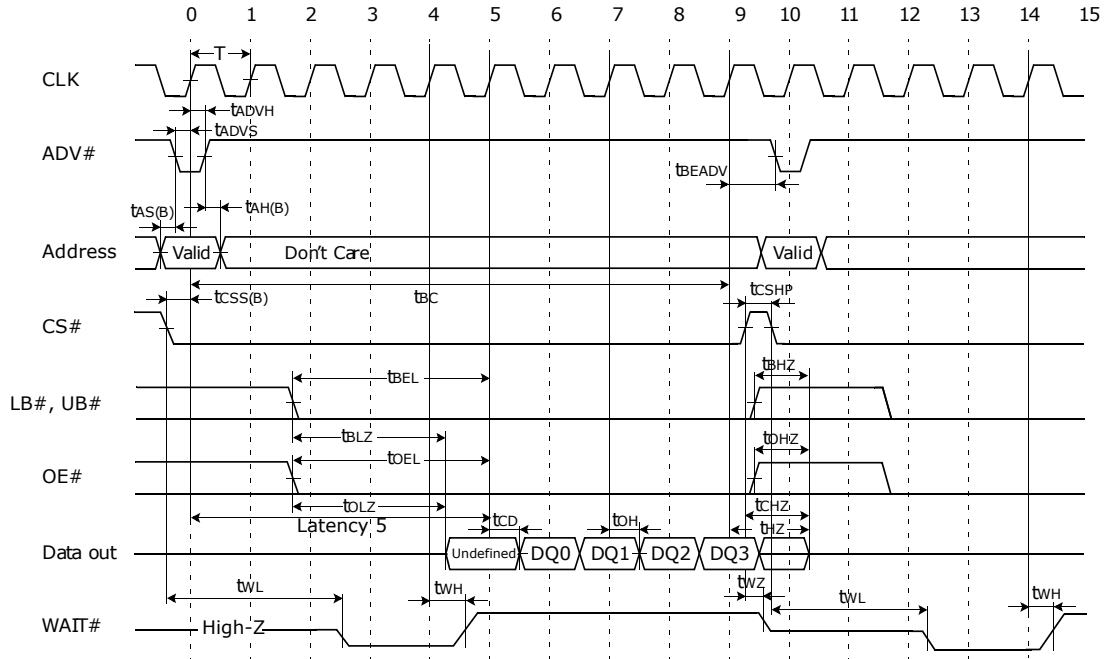 0 1 2 3 4 5 6 7 8 9 10 11 12 13 14 15
T
CLK
tADVH
tADVS
ADV#
tBEADV
tAS(B) tAH(B)
Address Valid Don't Care Valid
tCSS(B) tBC tCSHP
CS#
tBEL tBHZ
LB#, UB#
tBLZ
tOEL tOHZ
OE#
tOLZ tCHZ
Latency 5 tCD tOH tHZ
Data out Undefined DQ0 DQ1 DQ2 DQ3
tWL tWH tWZ tWL tWH
WAIT# High-Z